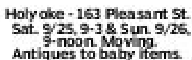 Holyoke - 163 Pleasant St.
Sat. 9/25, 9-3 & Sun. 9/26,
9-noon. Moving.
Antiques to baby items.